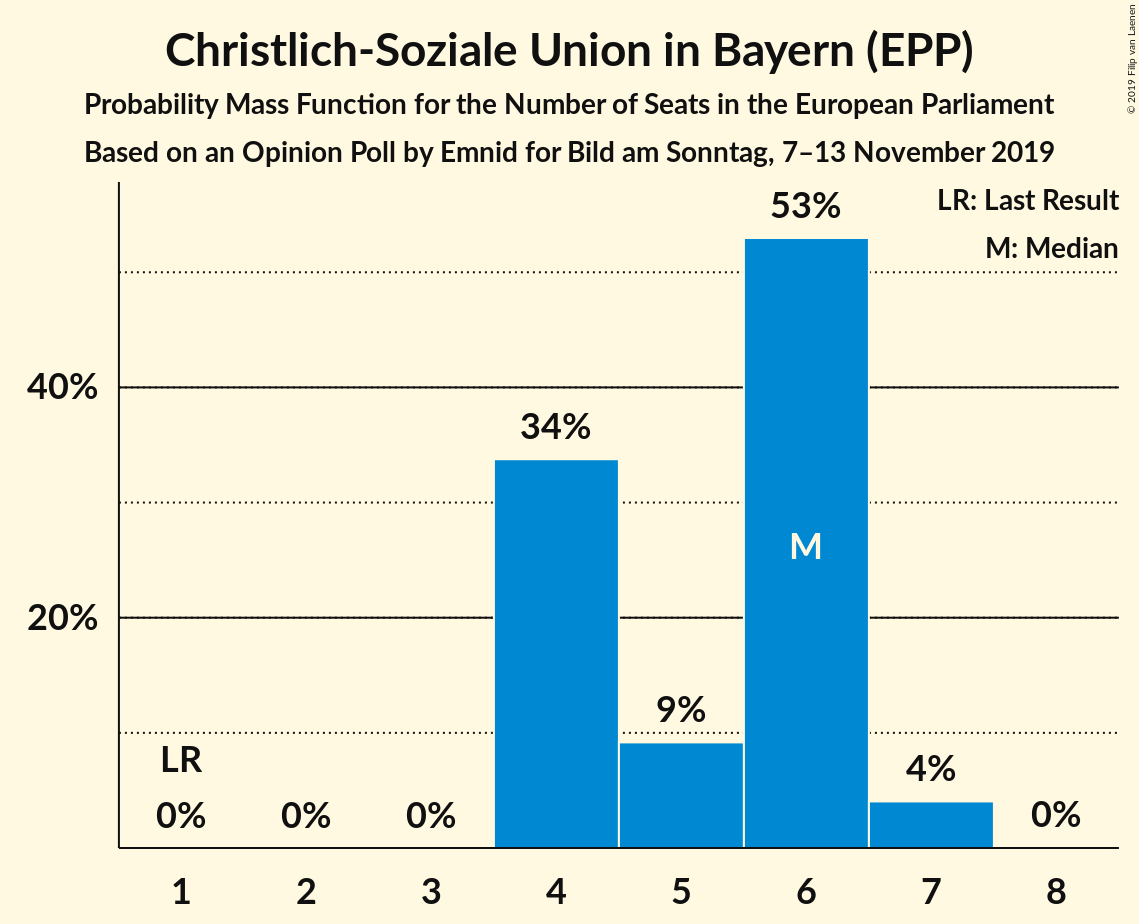 Christlich-Soziale Union in Bayern (EPP)
Probability Mass Function for the Number of Seats in the European Parliament
Based on an Opinion Poll by Emnid for Bild am Sonntag, 7–13 November 2019
© 2019 Filip van Laenen
LR: Last Result
M: Median
53%
40%
34%
M
20%
9%
LR
4%
0%
0%
0%
0%
1 2 3 4 5 6 7 8